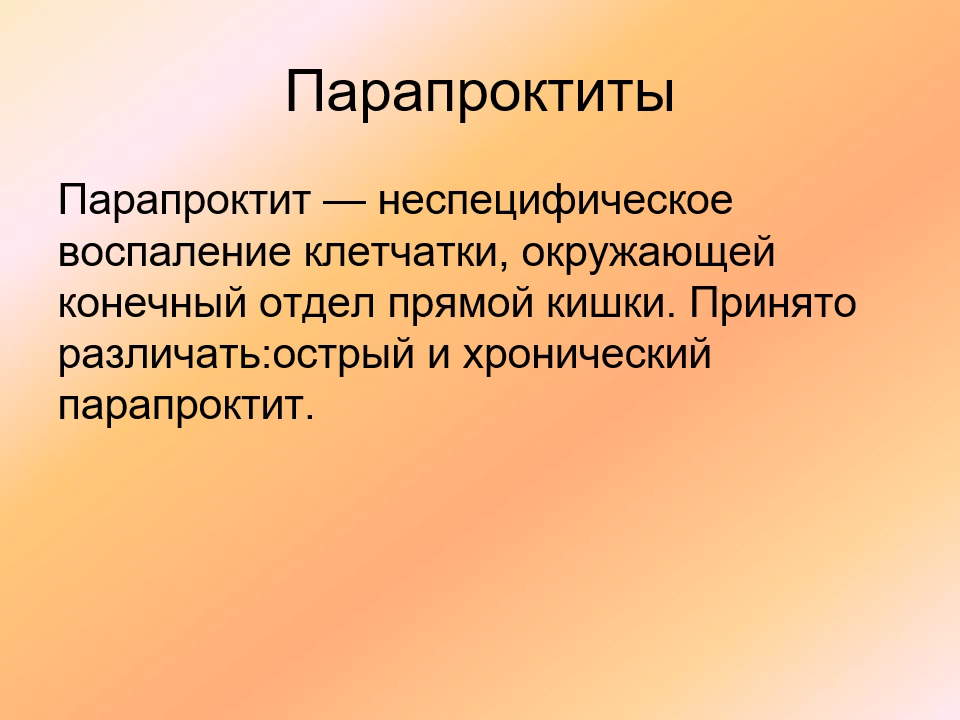 Парапроктиты
Парапроктит — неспецифическое
воспаление клетчатки, окружающей
конечный отдел прямой кишки. Принято
различать:острый и хронический
парапроктит.